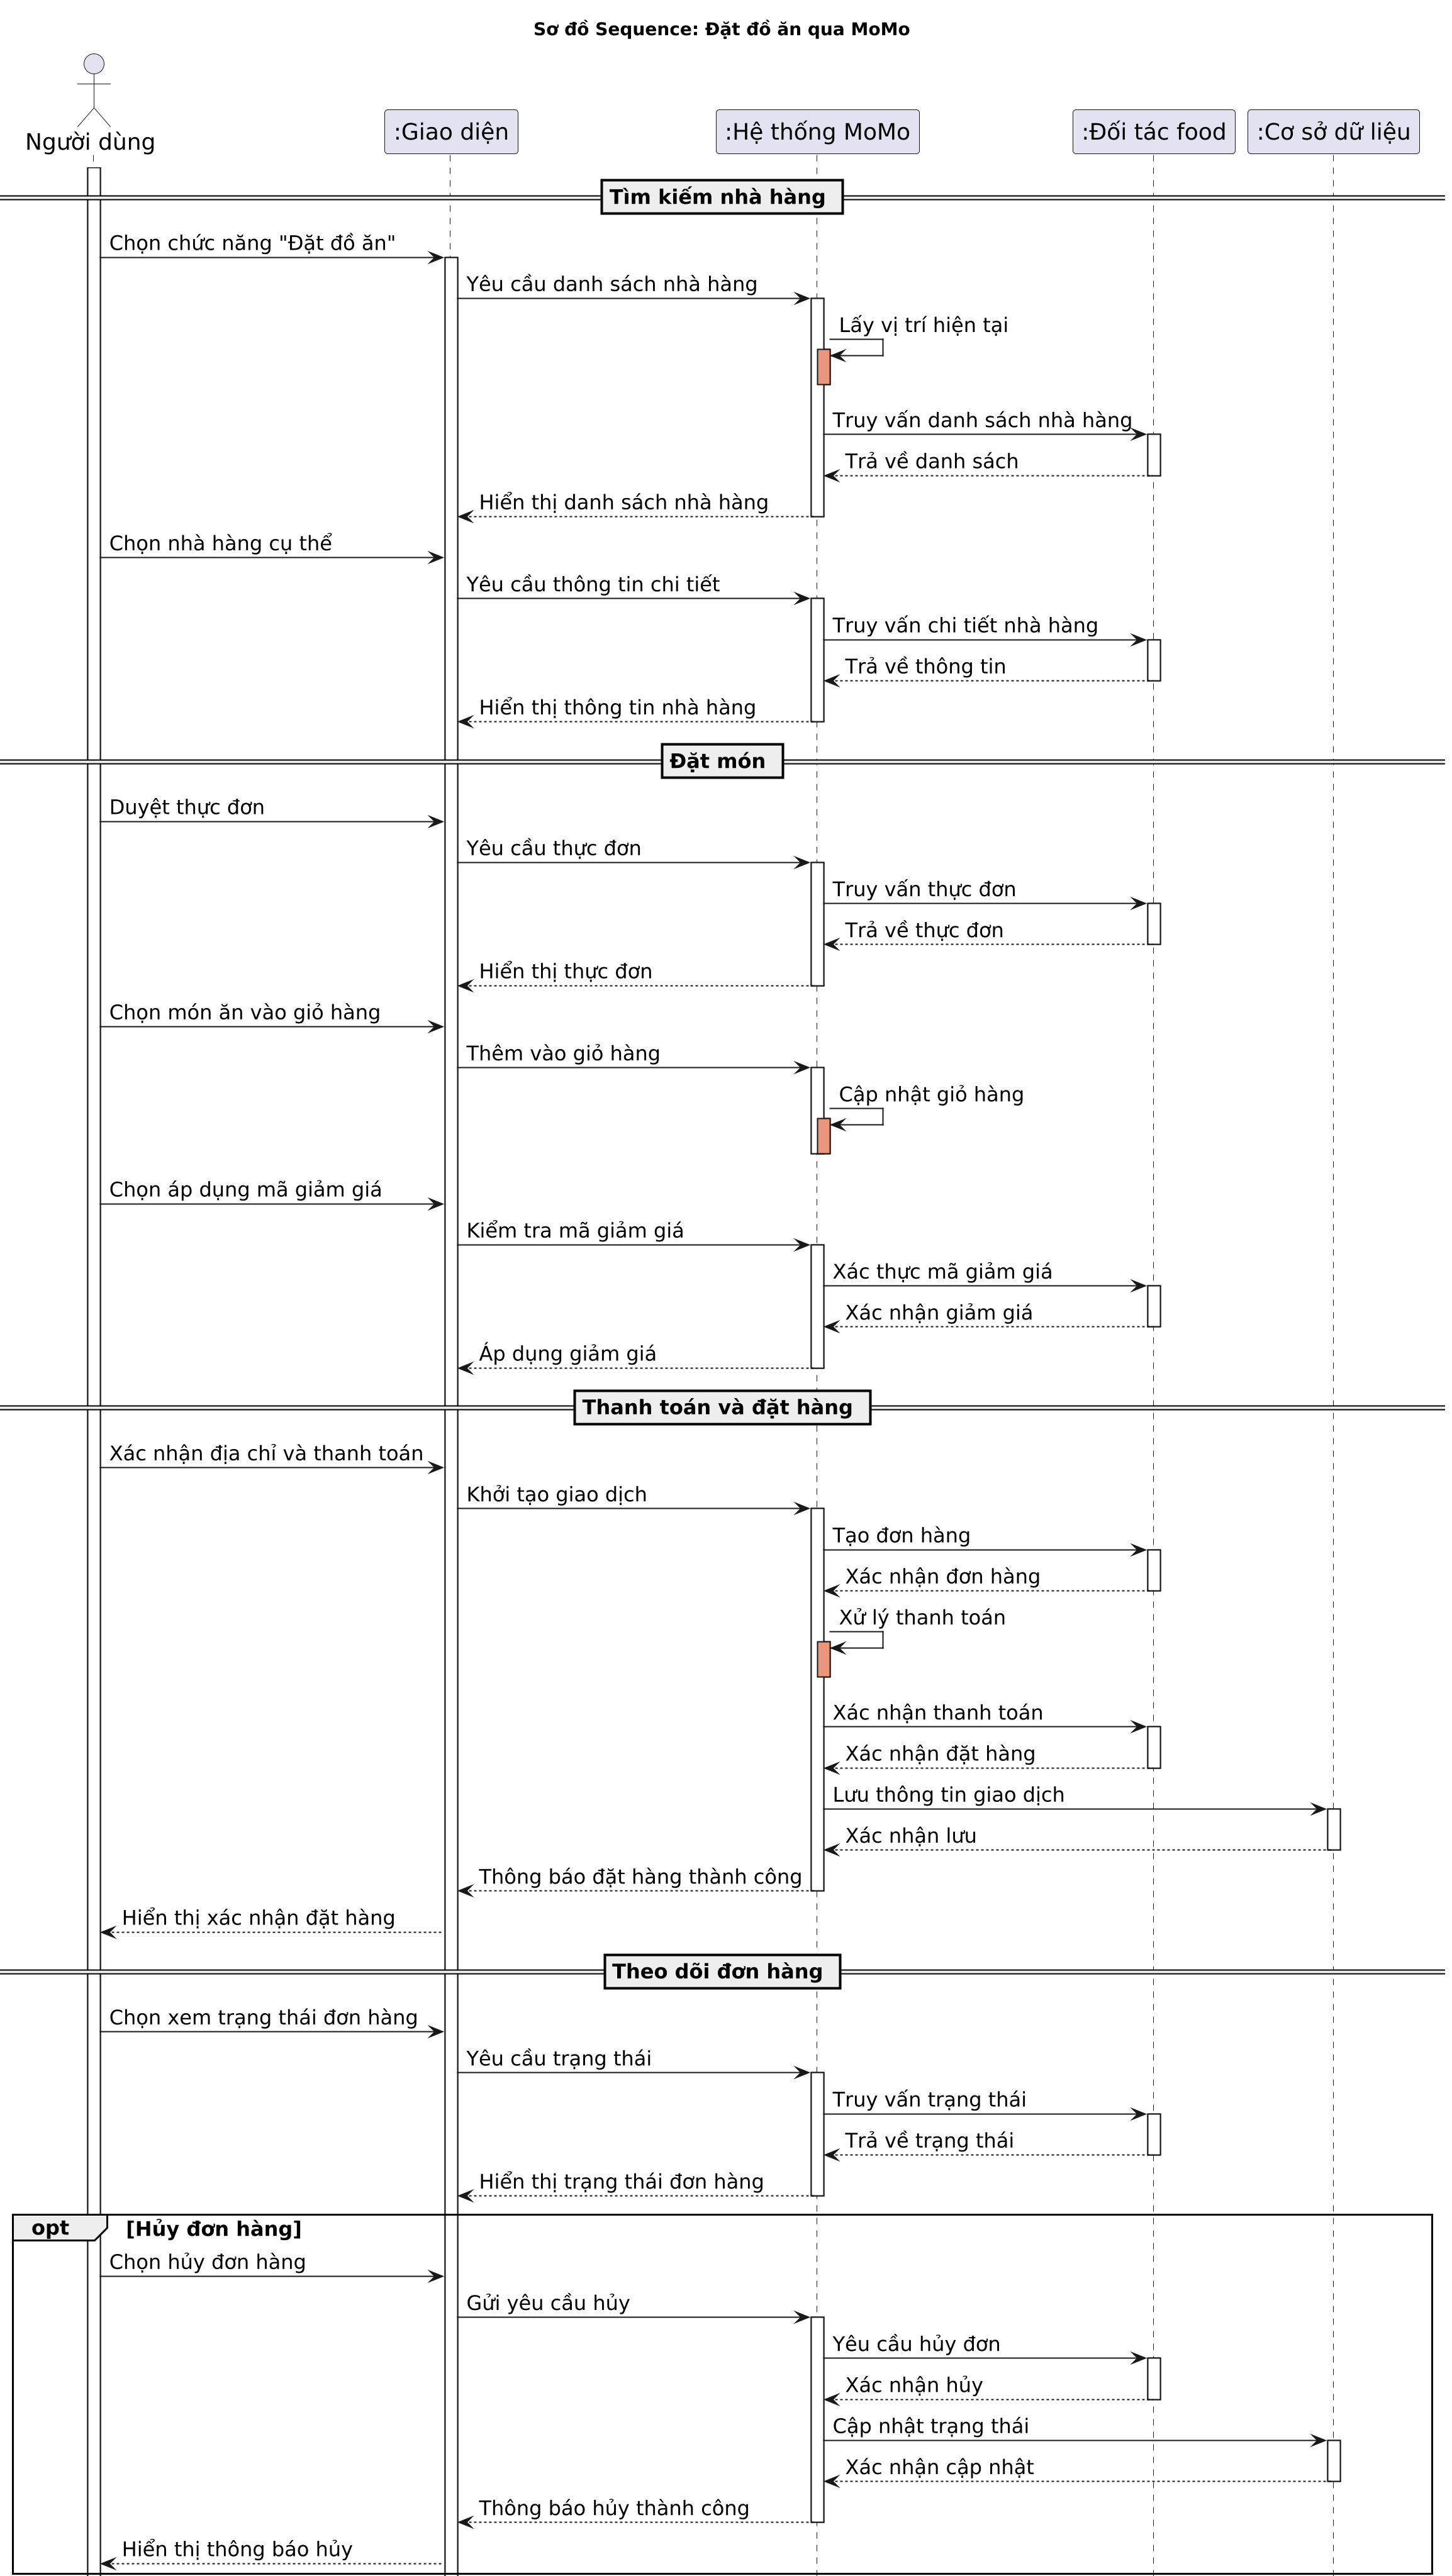 Sơ đồ Sequence: Đặt đồ ăn qua MoMo
Người dùng
:Giao diện
:Hệ thống MoMo
:Đối tác food
:Cơ sở dữ liệu
Tìm kiếm nhà hàng
Chọn chức năng "Đặt đồ ăn"
Yêu cầu danh sách nhà hàng
Lấy vị trí hiện tại
Truy vấn danh sách nhà hàng
Trả về danh sách
Hiển thị danh sách nhà hàng
Chọn nhà hàng cụ thể
Yêu cầu thông tin chi tiết
Truy vấn chi tiết nhà hàng
Trả về thông tin
Hiển thị thông tin nhà hàng
Đặt món
Duyệt thực đơn
Yêu cầu thực đơn
Truy vấn thực đơn
Trả về thực đơn
Hiển thị thực đơn
Chọn món ăn vào giỏ hàng
Thêm vào giỏ hàng
Cập nhật giỏ hàng
Chọn áp dụng mã giảm giá
Kiểm tra mã giảm giá
Xác thực mã giảm giá
Xác nhận giảm giá
Áp dụng giảm giá
Thanh toán và đặt hàng
Xác nhận địa chỉ và thanh toán
Khởi tạo giao dịch
Tạo đơn hàng
Xác nhận đơn hàng
Xử lý thanh toán
Xác nhận thanh toán
Xác nhận đặt hàng
Lưu thông tin giao dịch
Xác nhận lưu
Thông báo đặt hàng thành công
Hiển thị xác nhận đặt hàng
Theo dõi đơn hàng
Chọn xem trạng thái đơn hàng
Yêu cầu trạng thái
Truy vấn trạng thái
Trả về trạng thái
Hiển thị trạng thái đơn hàng
opt [Hủy đơn hàng]
Chọn hủy đơn hàng
Gửi yêu cầu hủy
Yêu cầu hủy đơn
Xác nhận hủy
Cập nhật trạng thái
Xác nhận cập nhật
Thông báo hủy thành công
Hiển thị thông báo hủy